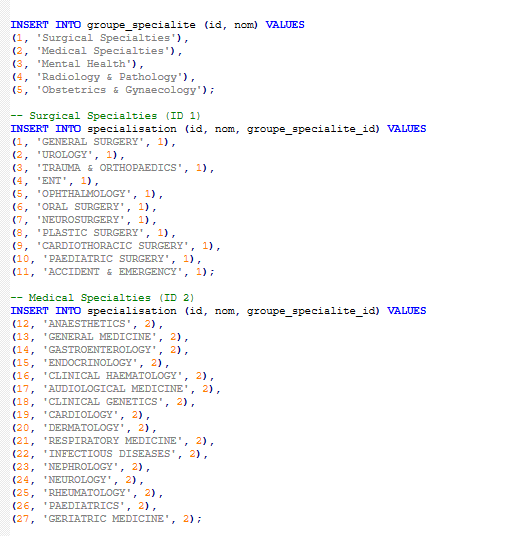 INSERT INTO groupe_specialite (id, nom) VALUES
(1, 'Surgical Specialties'),
(2, 'Medical Specialties'),
(3, 'Mental Health'),
(4, 'Radiology & Pathology'),
(5, 'Obstetrics & Gynaecology');
-- Surgical Specialties (ID 1)
INSERT INTO specialisation (id, nom, groupe_specialite_id) VALUES
(1, 'GENERAL SURGERY', 1),
(2, 'UROLOGY', 1),
(3, 'TRAUMA & ORTHOPAEDICS', 1),
(4, 'ENT', 1),
(5, 'OPHTHALMOLOGY', 1),
(6, 'ORAL SURGERY', 1),
(7, 'NEUROSURGERY', 1),
(8, 'PLASTIC SURGERY', 1),
(9, 'CARDIOTHORACIC SURGERY', 1),
(10, 'PAEDIATRIC SURGERY', 1),
(11, 'ACCIDENT & EMERGENCY', 1);
-- Medical Specialties (ID 2)
INSERT INTO specialisation (id, nom, groupe_specialite_id) VALUES
(12, 'ANAESTHETICS', 2),
(13, 'GENERAL MEDICINE', 2),
(14, 'GASTROENTEROLOGY', 2),
(15, 'ENDOCRINOLOGY', 2),
(16, 'CLINICAL HAEMATOLOGY', 2),
(17, 'AUDIOLOGICAL MEDICINE', 2),
(18, 'CLINICAL GENETICS', 2),
(19, 'CARDIOLOGY', 2),
(20, 'DERMATOLOGY', 2),
(21, 'RESPIRATORY MEDICINE', 2),
(22, 'INFECTIOUS DISEASES', 2),
(23, 'NEPHROLOGY', 2),
(24, 'NEUROLOGY', 2),
(25, 'RHEUMATOLOGY', 2),
(26, 'PAEDIATRICS', 2),
(27, 'GERIATRIC MEDICINE', 2);